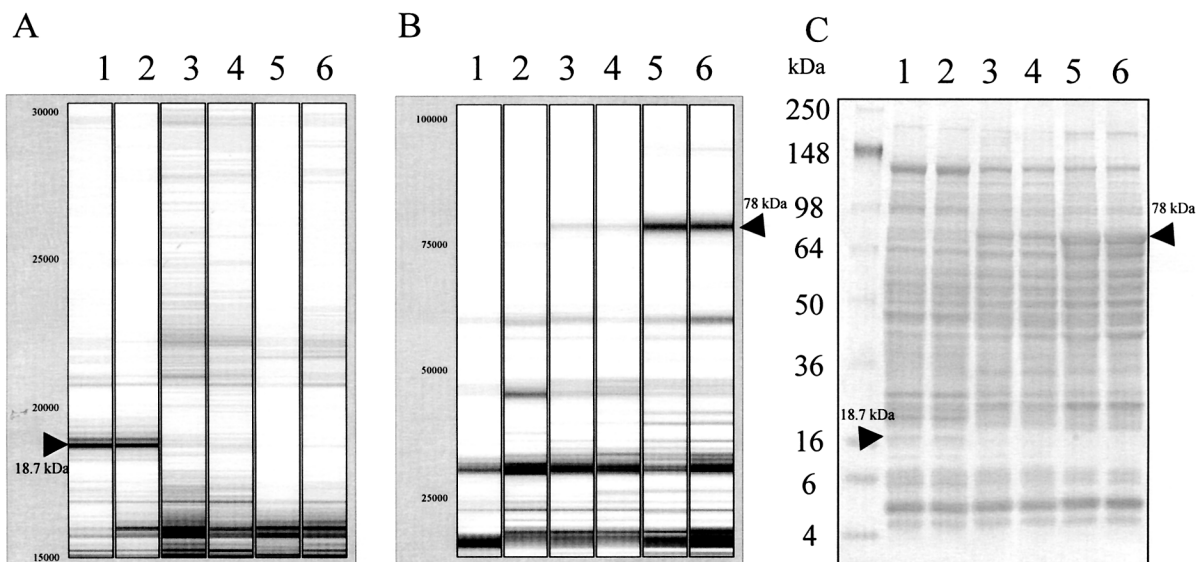 A
1 2 3 4 5 6
30000
25000
20000
18.7 kDa
15000
B
1 2 3 4 5 6
100000
78 kDa
75000
50000
25000
C
kDa
1 2 3 4 5 6
250
148
98
78 kDa
64
50
36
18.7 kDa
16
6
4